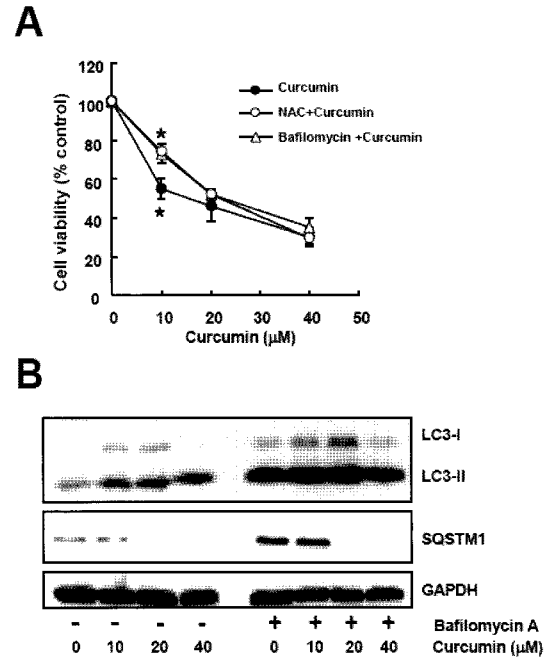 A
120
100
80
60
40
20
0
Cell viability (% control)
Curcumin
NAC+Curcumin
Bafilomycin +Curcumin
*
*
0 10 20 30 40 50
Curcumin (µM)
B
LC3-I
LC3-II
SQSTM1
GAPDH
- - - - + + + + Bafilomycin A
0 10 20 40 0 10 20 40 Curcumin (µM)